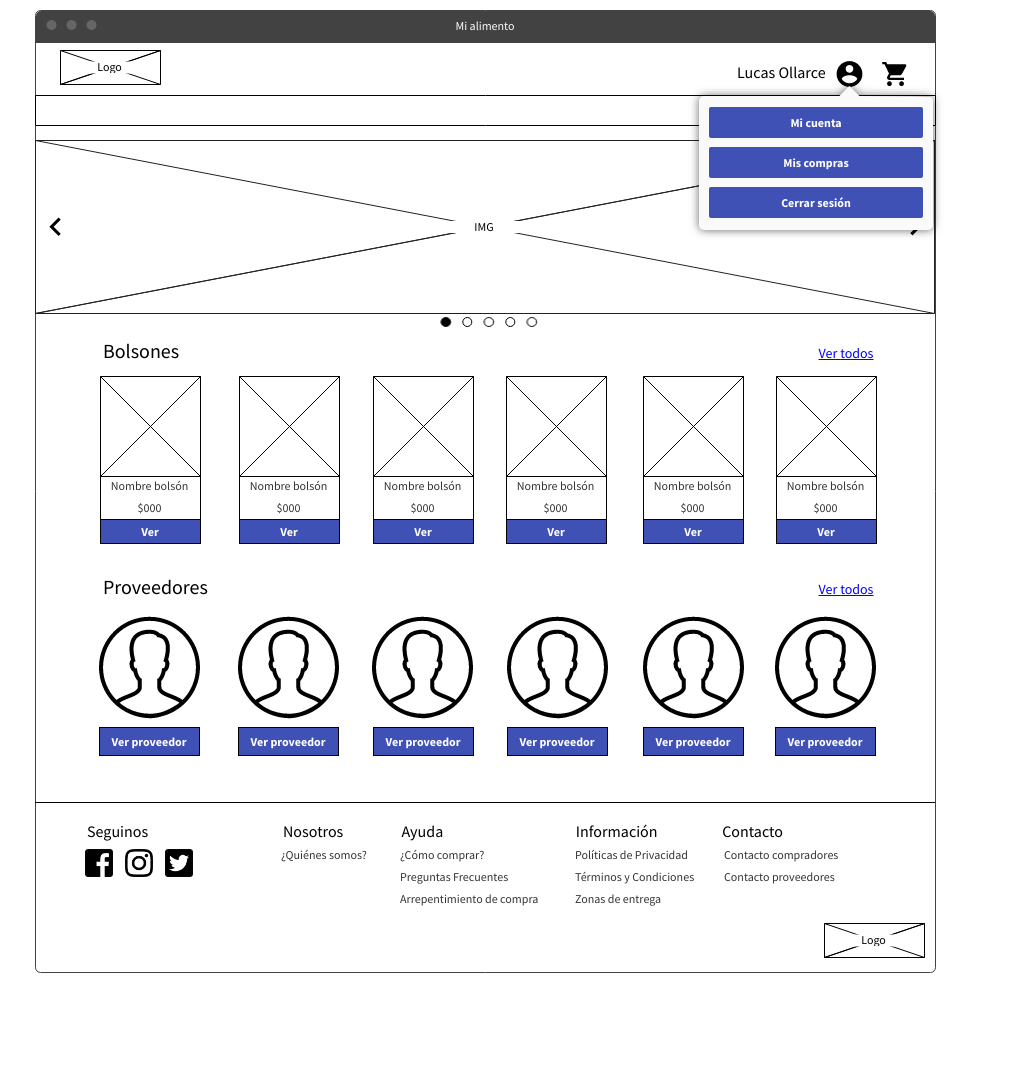 Mi alimento
Logo
Lucas Ollarce
Mi cuenta
Mis compras
Cerrar sesión
IMG
Bolsones
Ver todos
Nombre bolsón Nombre bolsón Nombre bolsón Nombre bolsón Nombre bolsón Nombre bolsón
$000 $000 $000 $000 $000 $000
Ver Ver Ver Ver Ver Ver
Proveedores
Ver todos
Ver proveedor Ver proveedor Ver proveedor Ver proveedor Ver proveedor Ver proveedor
Seguinos
Nosotros
¿Quiénes somos?
Ayuda
¿Cómo comprar?
Preguntas Frecuentes
Arrepentimiento de compra
Información
Políticas de Privacidad
Términos y Condiciones
Zonas de entrega
Contacto
Contacto compradores
Contacto proveedores
Logo